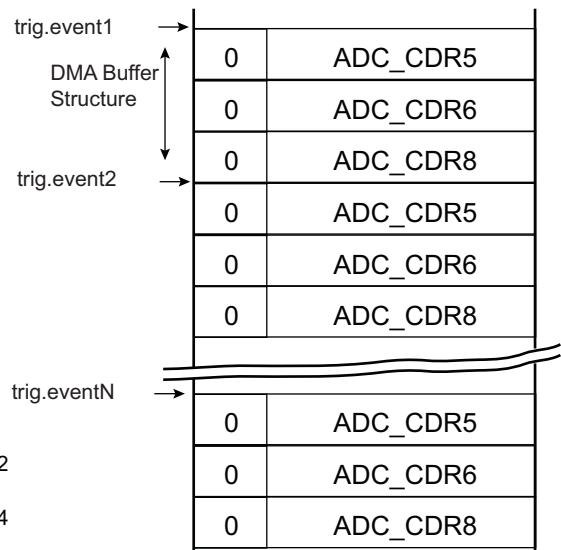 trig.event1
0 ADC_CDR5
DMA Buffer
Structure
0 ADC_CDR6
0 ADC_CDR8
trig.event2
0 ADC_CDR5
0 ADC_CDR6
0 ADC_CDR8
trig.eventN
0 ADC_CDR5
2
0 ADC_CDR6
4
0 ADC_CDR8